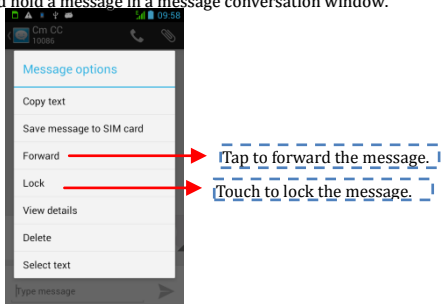 d hold a message in a message conversation window.
09:58
Cm CC
10086
Message options
Copy text
Save message to SIM card
Forward
Tap to forward the message.
Lock
Touch to lock the message.
View details
Delete
Select text
Type message